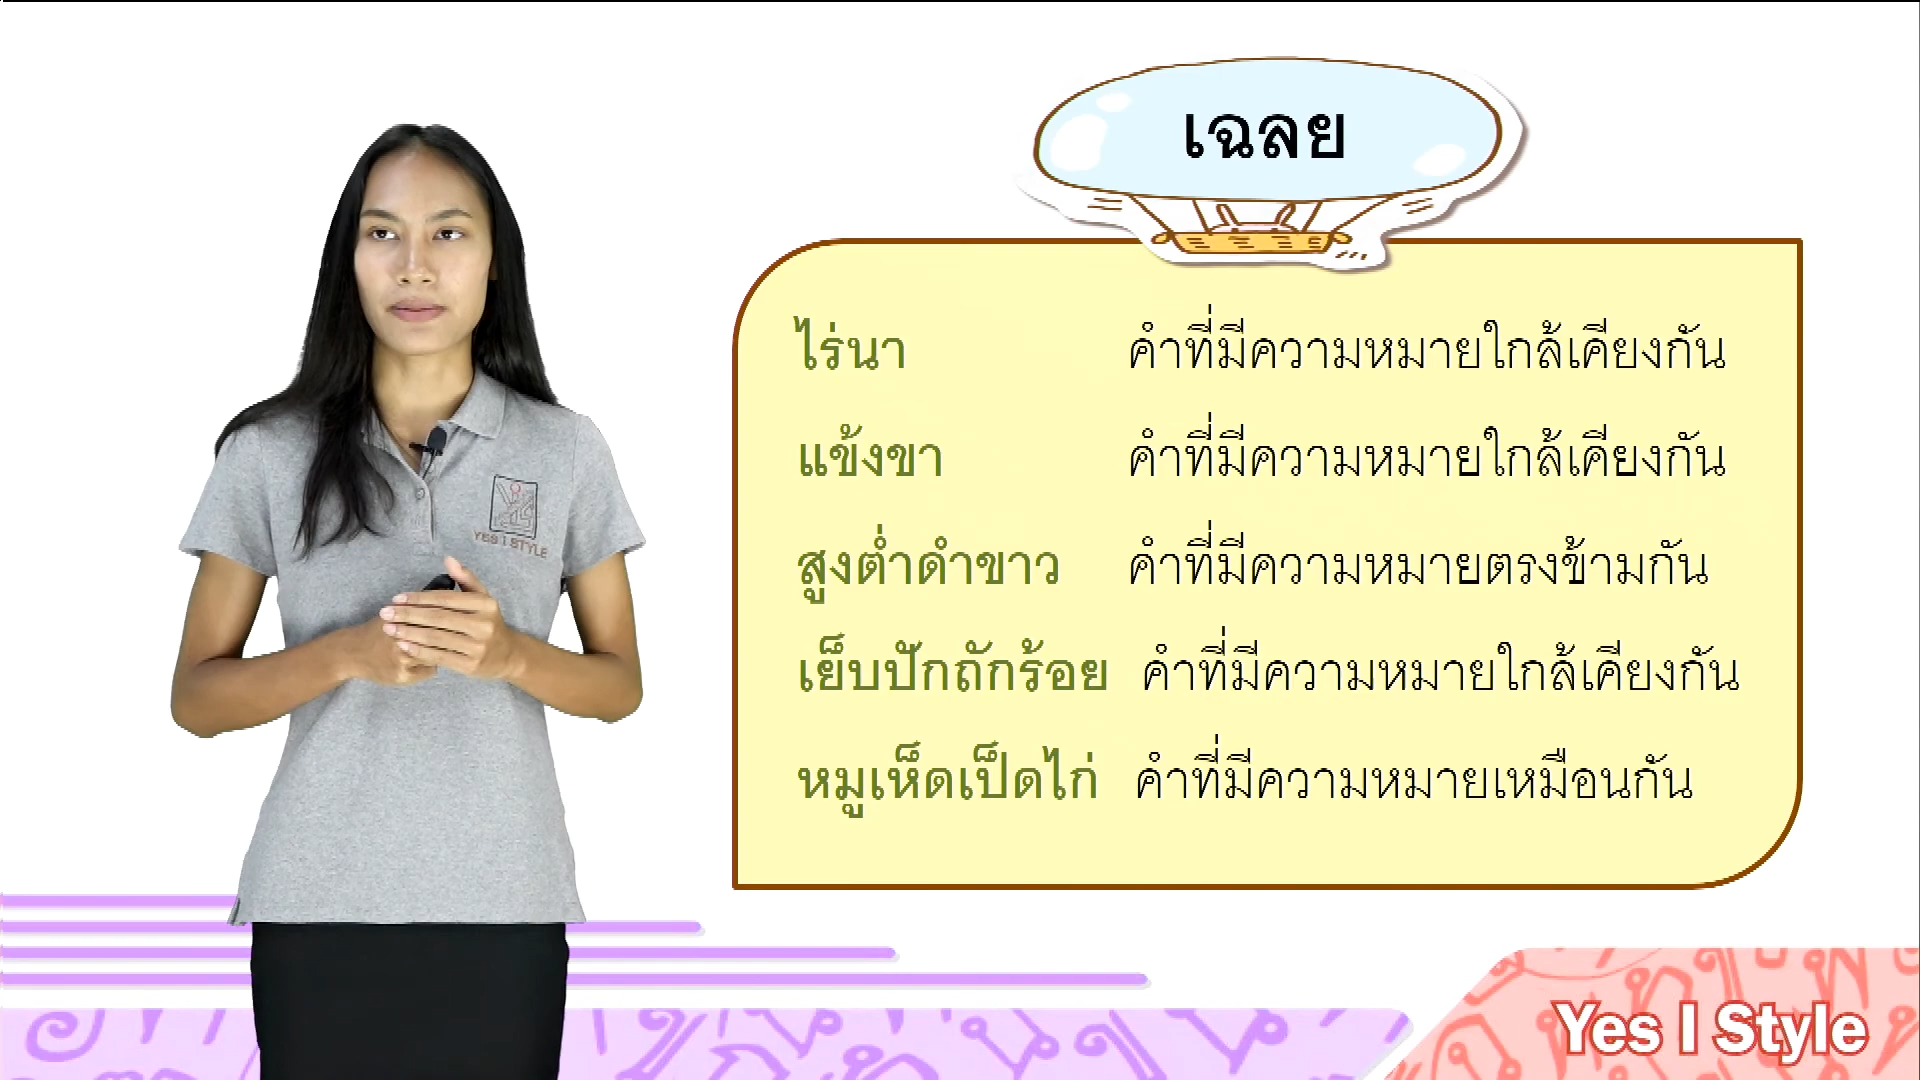 เฉลย
ไร่นา คำที่มีความหมายใกล้เคียงกัน
แข้งขา คำที่มีความหมายใกล้เคียงกัน
สูงต่ำดำขาว คำที่มีความหมายตรงข้ามกัน
เย็บปักถักร้อย คำที่มีความหมายใกล้เคียงกัน
หมูเห็ดเป็ดไก่ คำที่มีความหมายเหมือนกัน
YES I STYLE
Yes I Style